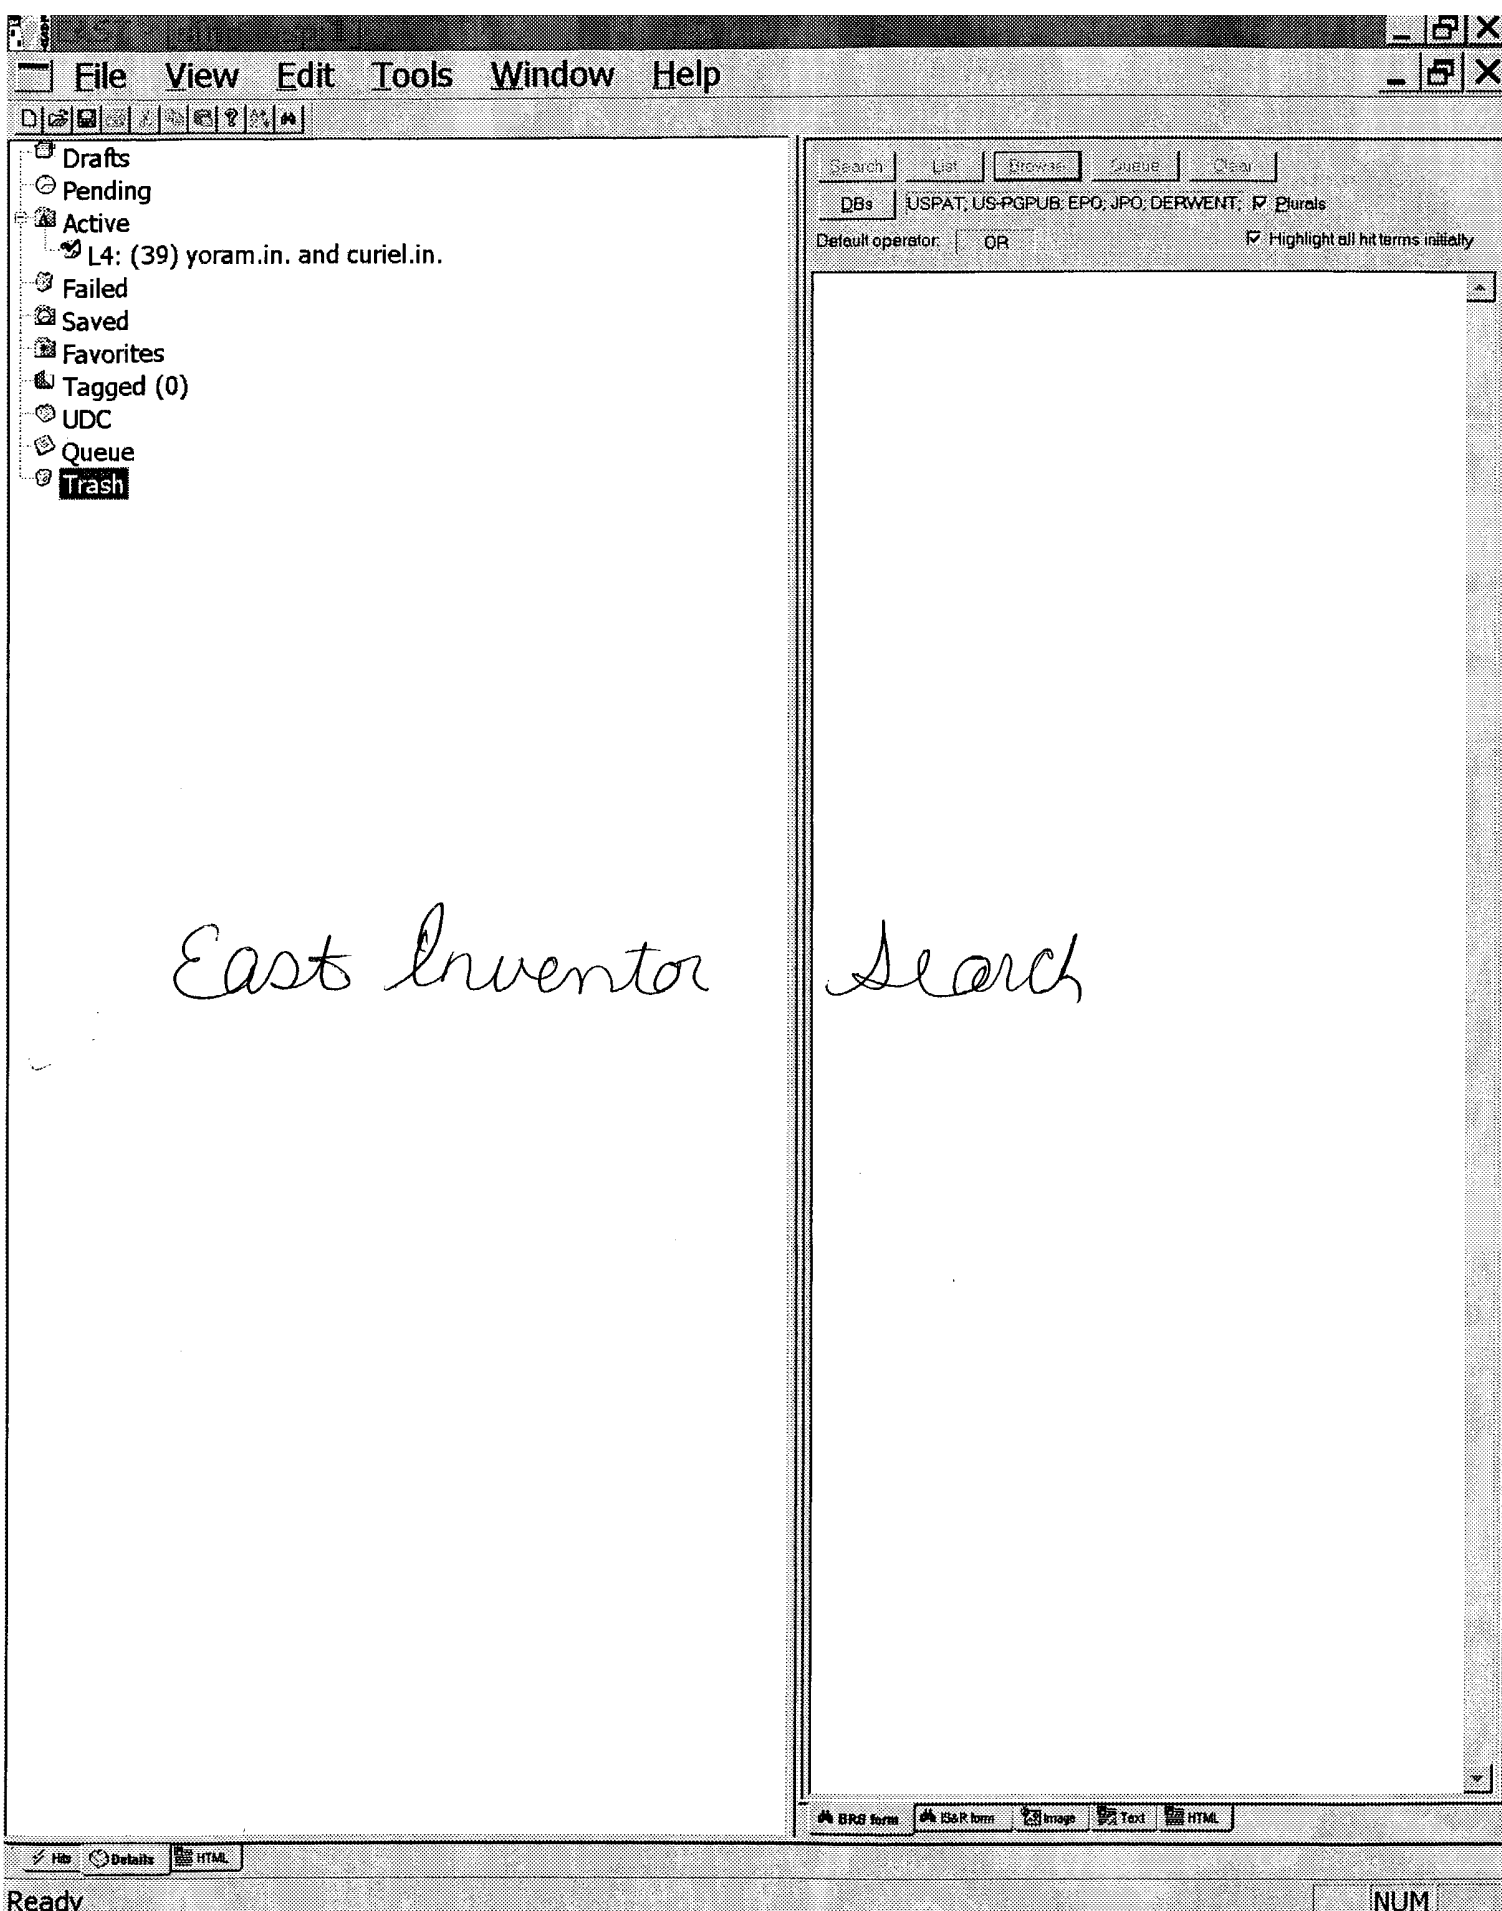 File View Edit Tools Window Help
Drafts
Pending
Active
L4: (39) yoram.in. and curiel.in.
Failed
Saved
Favorites
Tagged (0)
UDC
Queue
Trash
Search List Browse Queue Clear
DBs USPAT; US-PGPUB; EPO; JPO; DERWENT; Plurals
Default operator: OR Highlight all hit terms initially
East Inventor Search
BRS form IS&R form Image Text HTML
Hits Details HTML
Ready NUM